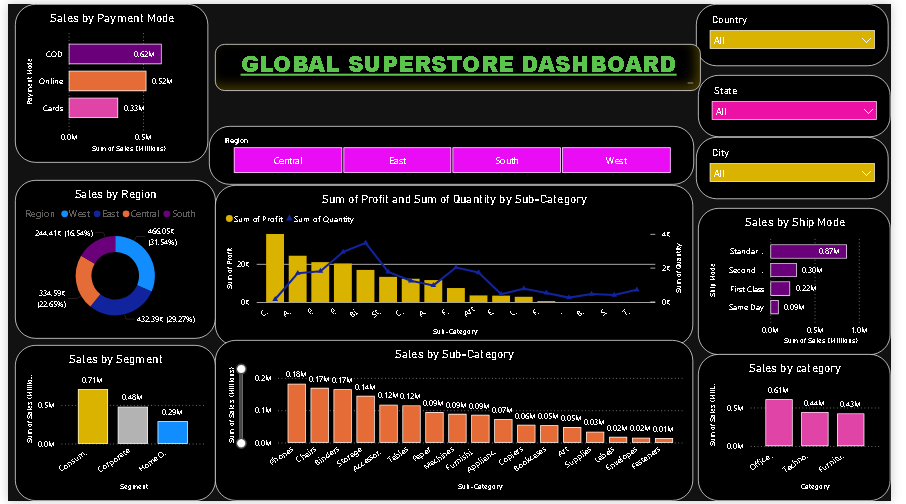 Sales by Payment Mode
Payment Mode
COD
0.62M
Online
0.52M
Cards
0.33M
0.0M
0.5M
Sum of Sales (Millions)
GLOBAL SUPERSTORE DASHBOARD
Country
All
State
All
City
All
Region
Central
East
South
West
Sales by Region
Region West East Central South
244.41K (16.54%)
466.05K
(31.54%)
334.59K
(22.65%)
432.39K (29.27%)
Sum of Profit and Sum of Quantity by Sub-Category
Sum of Profit Sum of Quantity
Sum of Profit
20K
0K
Sum of Quantity
4K
2K
0K
C.
A.
P.
P.
Bi.
St.
C.
A.
F.
Art
E.
L.
F.
B.
S.
T.
Sub-Category
Sales by Ship Mode
Ship Mode
Standar...
0.87M
Second ...
0.30M
First Class
0.22M
Same Day
0.09M
0.0M
0.5M
1.0M
Sum of Sales (Millions)
Sales by Segment
Sum of Sales (Millio...
0.5M
0.0M
0.71M
0.48M
0.29M
Consum.
Corporate
Home O.
Segment
Sales by Sub-Category
Sum of Sales (Millions)
0.2M
0.1M
0.0M
0.18M
0.17M
0.17M
0.14M
0.12M
0.12M
0.09M
0.09M
0.09M
0.07M
0.06M
0.05M
0.05M
0.03M
0.02M
0.02M
0.01M
Phones
Chairs
Binders
Storage
Accessor.
Tables
Paper
Machines
Furnishi.
Applianc.
Copiers
Bookcases
Art
Supplies
Labels
Envelopes
Fasteners
Sub-Category
Sales by category
Sum of Sales (Milli...
0.5M
0.0M
0.61M
0.44M
0.43M
Office.
Techno.
Furnitu.
Category